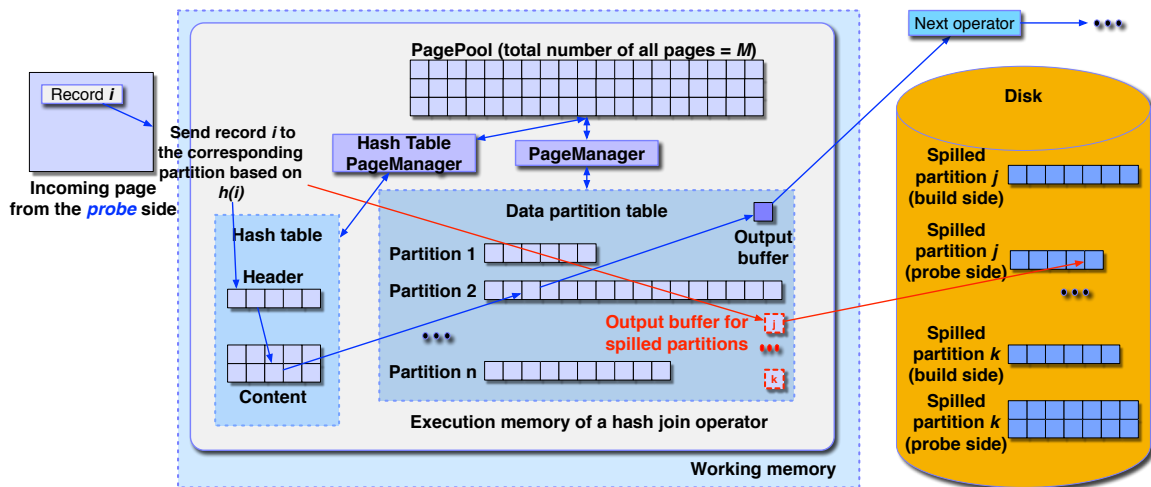 Next operator
PagePool (total number of all pages = M)
Record i
Disk
Send record i to
the corresponding
partition based on
h(i)
Hash Table
PageManager
PageManager
Incoming page
from the probe side
Spilled
partition j
(build side)
Data partition table
Hash table
Output
buffer
Partition 1
Spilled
partition j
(probe side)
Header
Partition 2
Output buffer for
spilled partitions
j
Partition n
k
Content
Spilled
partition k
(build side)
Spilled
partition k
(probe side)
Execution memory of a hash join operator
Working memory